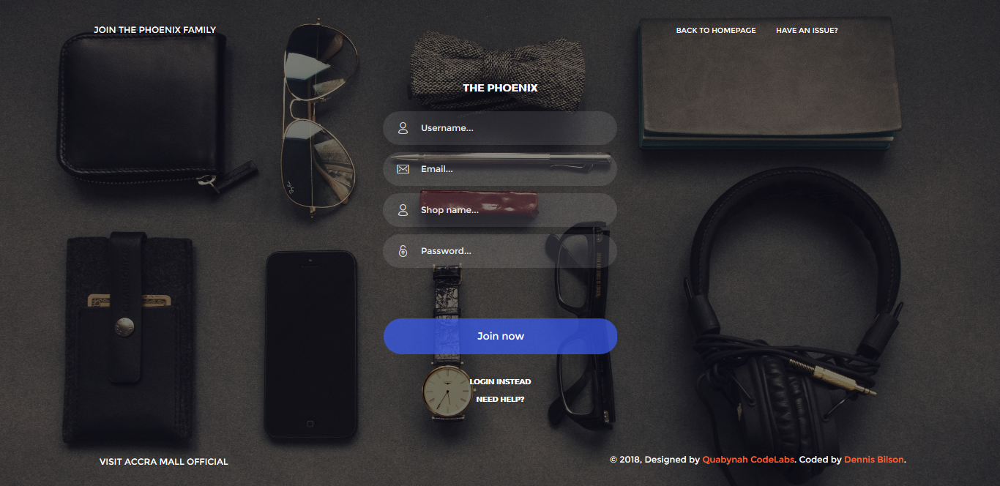 JOIN THE PHOENIX FAMILY
BACK TO HOMEPAGE
HAVE AN ISSUE?
THE PHOENIX
Username...
Email...
Shop name...
Password...
Join now
LOGIN INSTEAD
NEED HELP?
VISIT ACCRA MALL OFFICIAL
© 2018, Designed by Quabynah CodeLabs. Coded by Dennis Bilson.